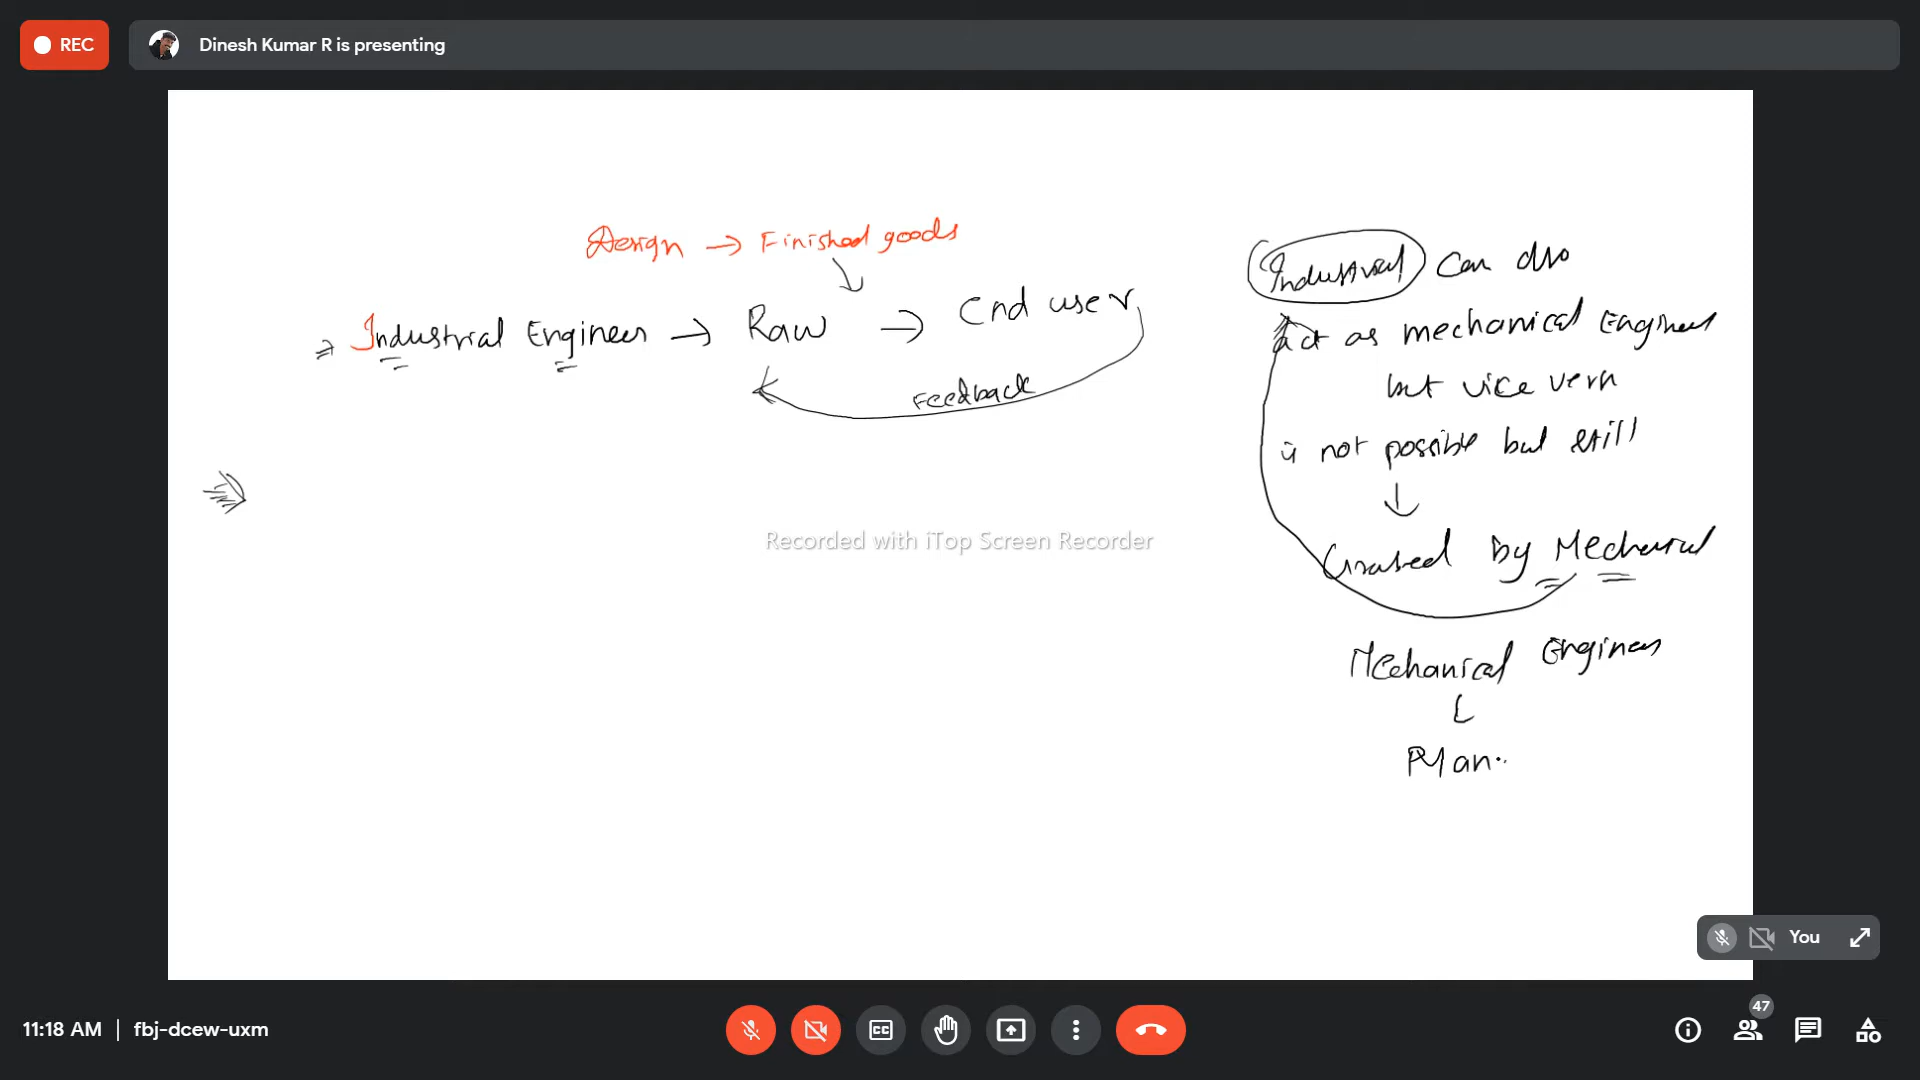 REC
Dinesh Kumar R is presenting
Design → Finished goods
⇒ Industrial Engineer → Raw → End user
Feedback
Industrial can also
act as mechanical Engineer
but vice versa
is not possible but still
↓
by Mechanical
Mechanical Engineer
Plan
Recorded with iTop Screen Recorder
You
11:18 AM | fbj-dcew-uxm
CC
47